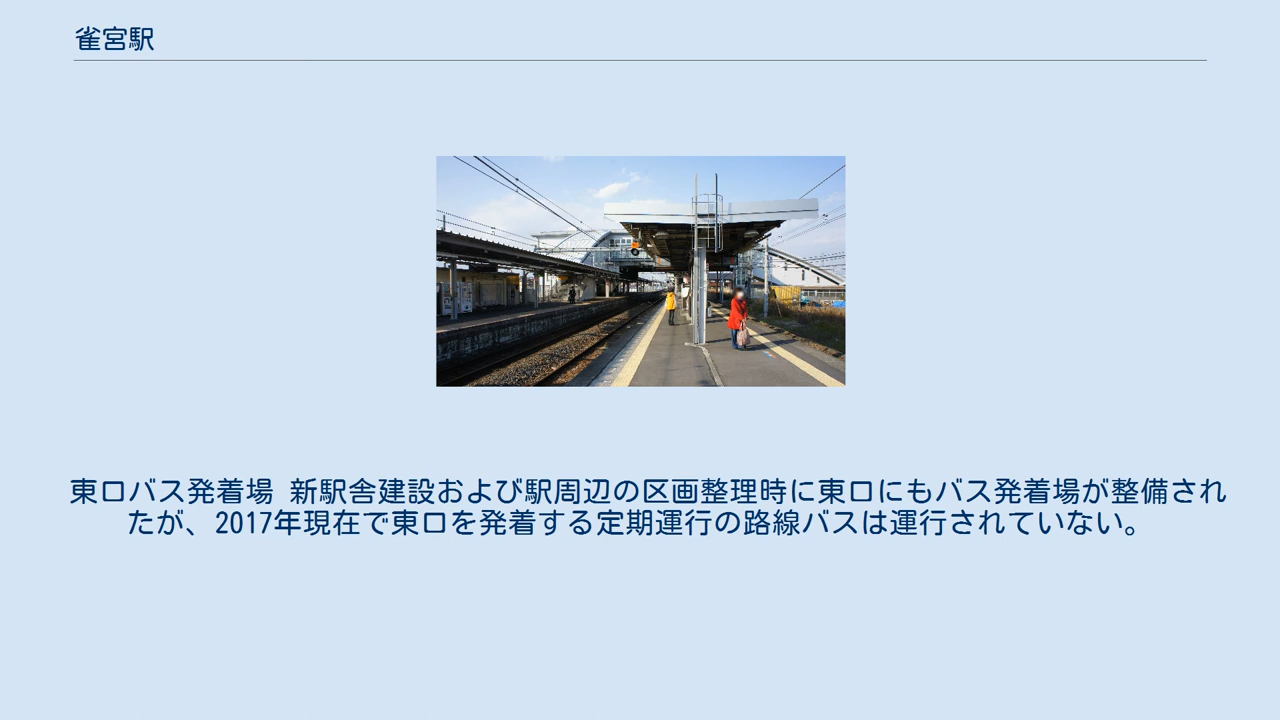 雀宮駅
東口バス発着場 新駅舎建設および駅周辺の区画整理時に東口にもバス発着場が整備され
たが、2017年現在で東口を発着する定期運行の路線バスは運行されていない。